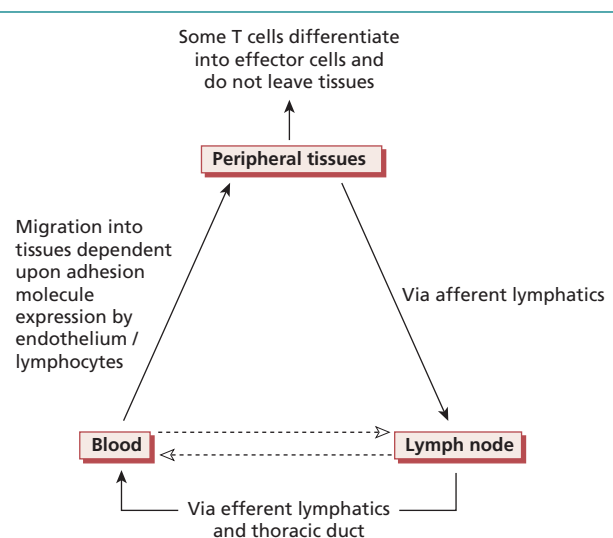 Some T cells differentiate
into effector cells and
do not leave tissues
Peripheral tissues
Migration into
tissues dependent
upon adhesion
molecule
expression by
endothelium /
lymphocytes
Via afferent lymphatics
Blood
Lymph node
Via efferent lymphatics
and thoracic duct